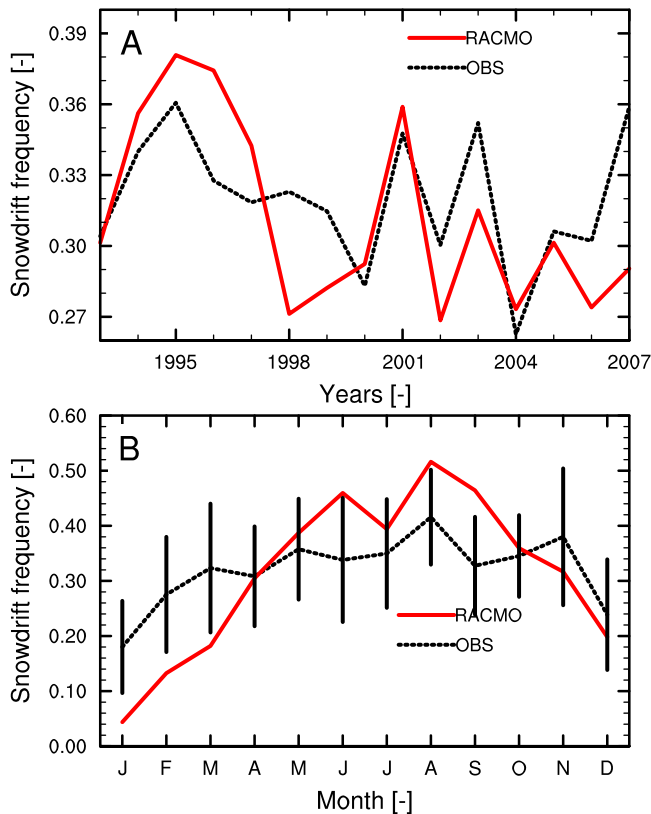 A
RACMO
OBS
Snowdrift frequency [-]
0.39
0.36
0.33
0.30
0.27
1995 1998 2001 2004 2007
Years [-]
B
Snowdrift frequency [-]
0.60
0.50
0.40
0.30
0.20
0.10
0.00
RACMO
OBS
J F M A M J J A S O N D
Month [-]